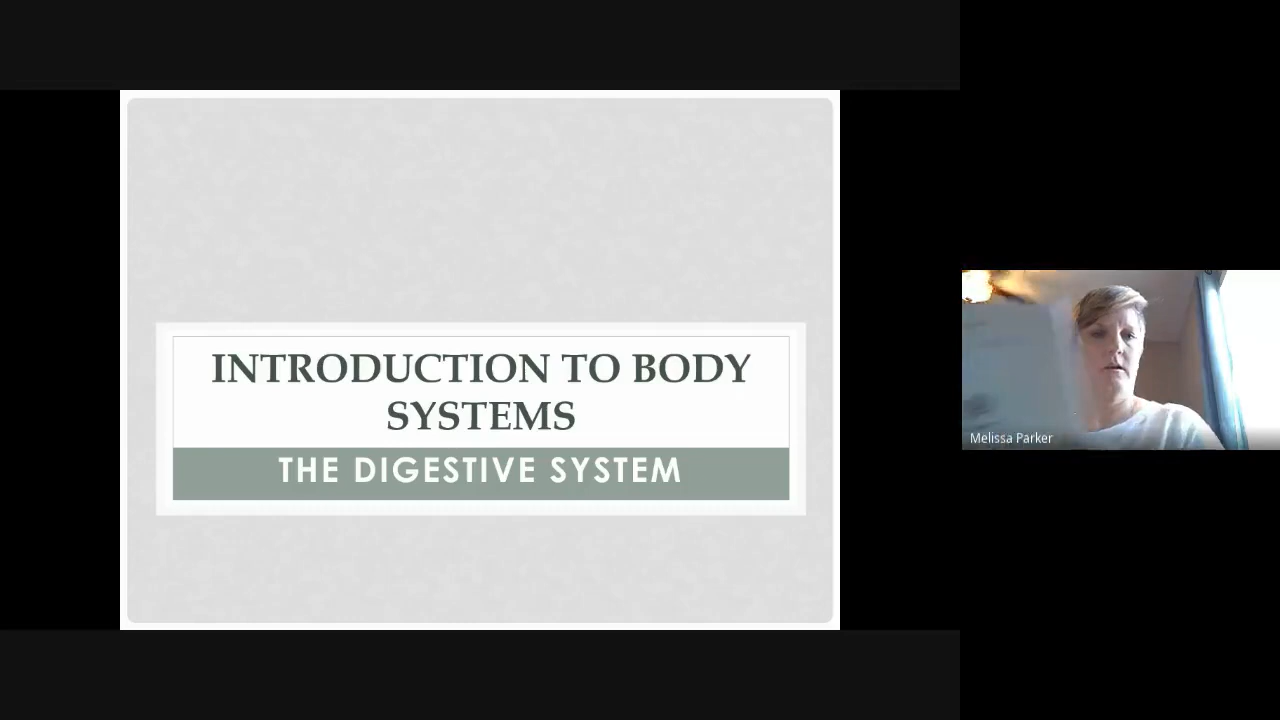 INTRODUCTION TO BODY
SYSTEMS
THE DIGESTIVE SYSTEM
Melissa Parker